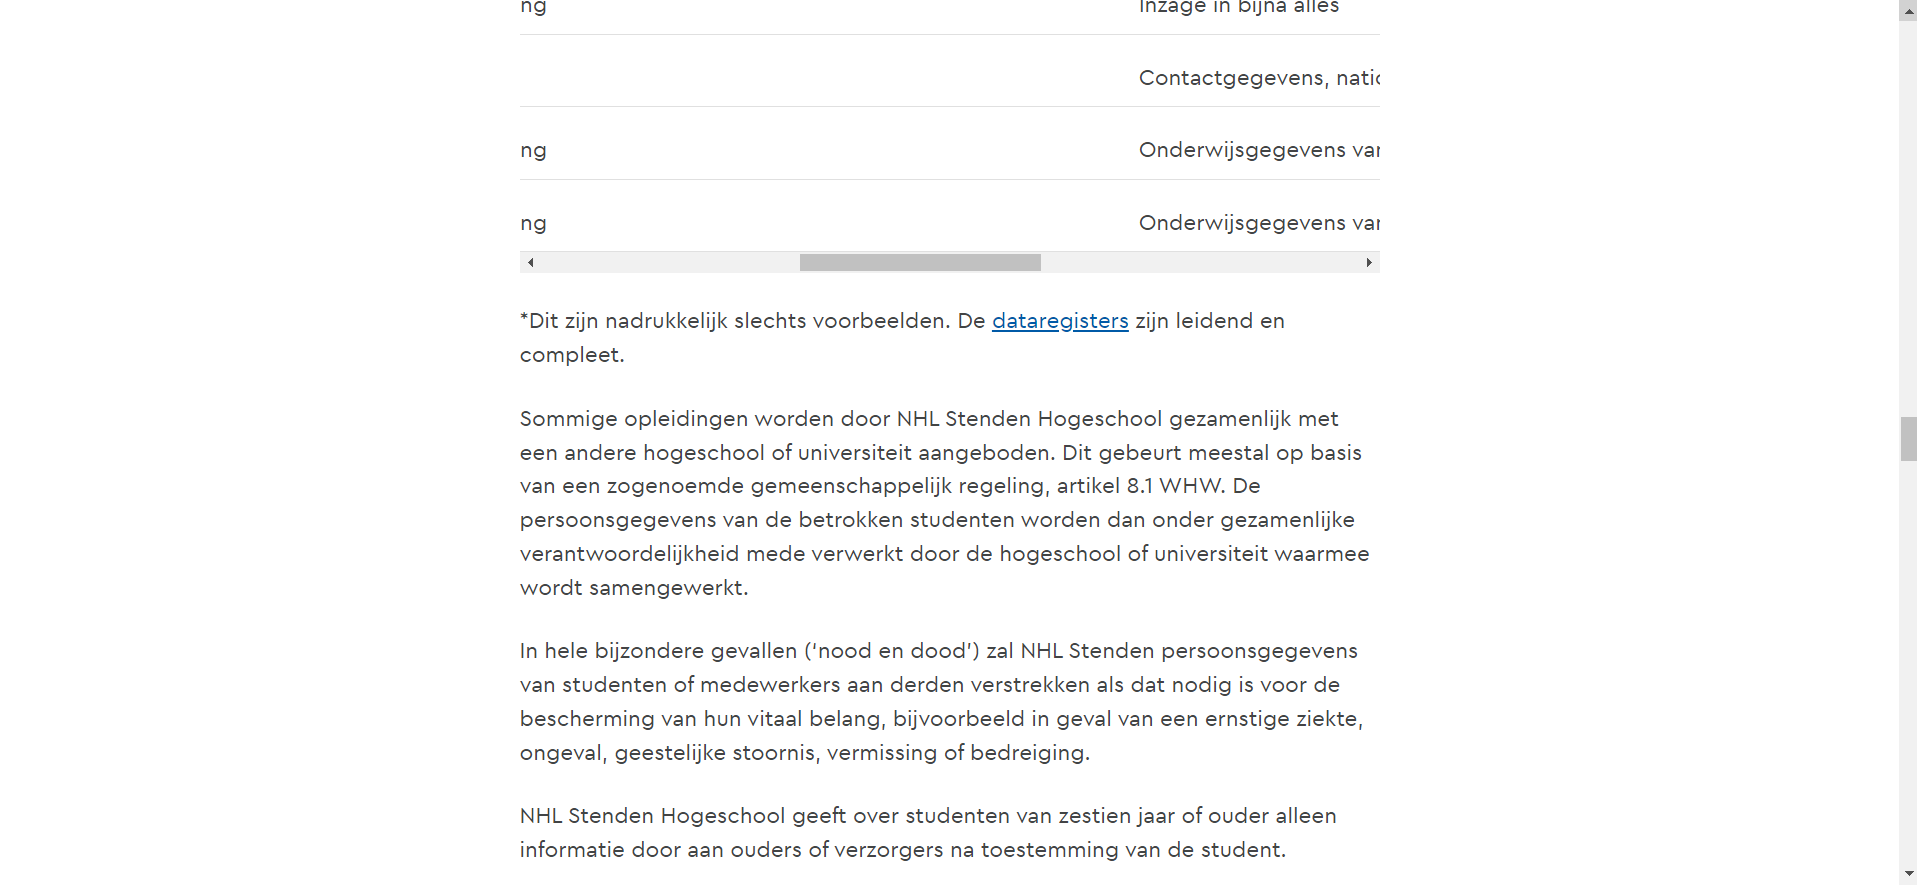 ng Inzage in bijna alles
Contactgegevens,
ng Onderwijsgegevens
ng Onderwijsgegevens
*Dit zijn nadrukkelijk slechts voorbeelden. De dataregisters zijn leidend en
compleet.
Sommige opleidingen worden door NHL Stenden Hogeschool gezamenlijk met
een andere hogeschool of universiteit aangeboden. Dit gebeurt meestal op basis
van een zogenoemde gemeenschappelijk regeling, artikel 8.1 WHW. De
persoonsgegevens van de betrokken studenten worden dan onder gezamenlijke
verantwoordelijkheid mede verwerkt door de hogeschool of universiteit waarmee
wordt samengewerkt.
In hele bijzondere gevallen (‘nood en dood’) zal NHL Stenden persoonsgegevens
van studenten of medewerkers aan derden verstrekken als dat nodig is voor de
bescherming van hun vitaal belang, bijvoorbeeld in geval van een ernstige ziekte,
ongeval, geestelijke stoornis, vermissing of bedreiging.
NHL Stenden Hogeschool geeft over studenten van zestien jaar of ouder alleen
informatie door aan ouders of verzorgers na toestemming van de student.